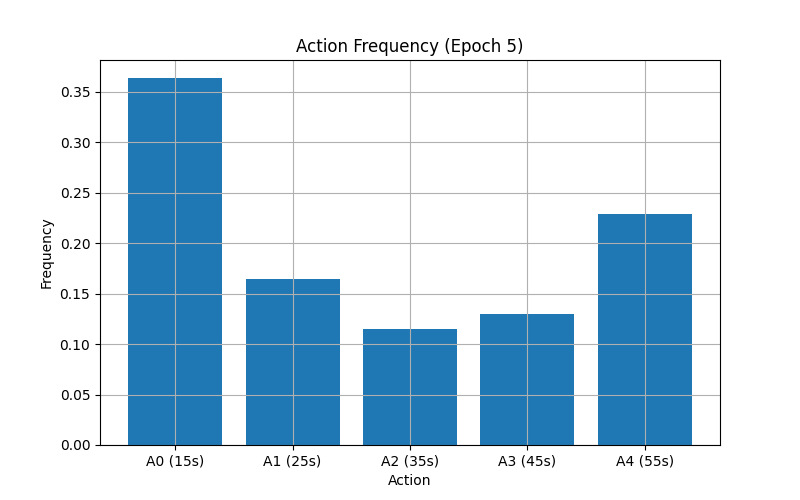 Action Frequency (Epoch 5)
Frequency
0.35
0.30
0.25
0.20
0.15
0.10
0.05
0.00
A0 (15s) A1 (25s) A2 (35s) A3 (45s) A4 (55s)
Action